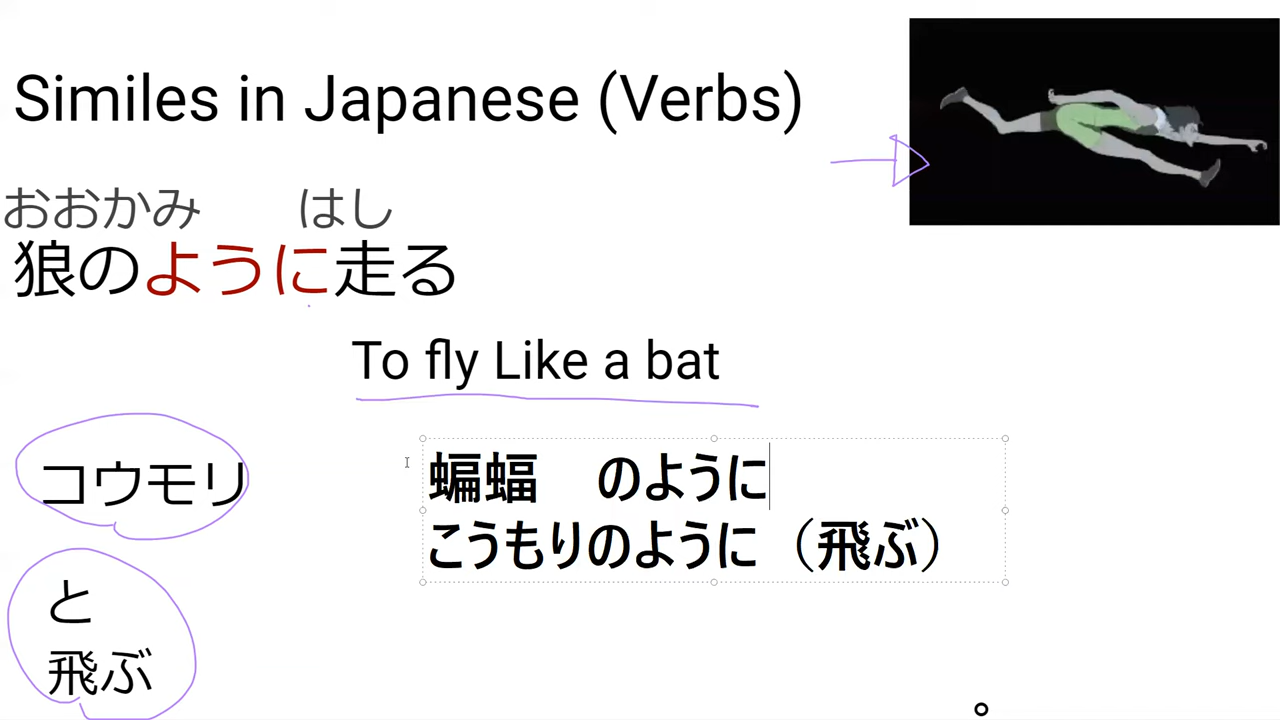 Similes in Japanese (Verbs)
おおかみ はし
狼のように走る
To fly Like a bat
コウモリ
蝙蝠　のように
こうもりのように（飛ぶ）
と
飛ぶ